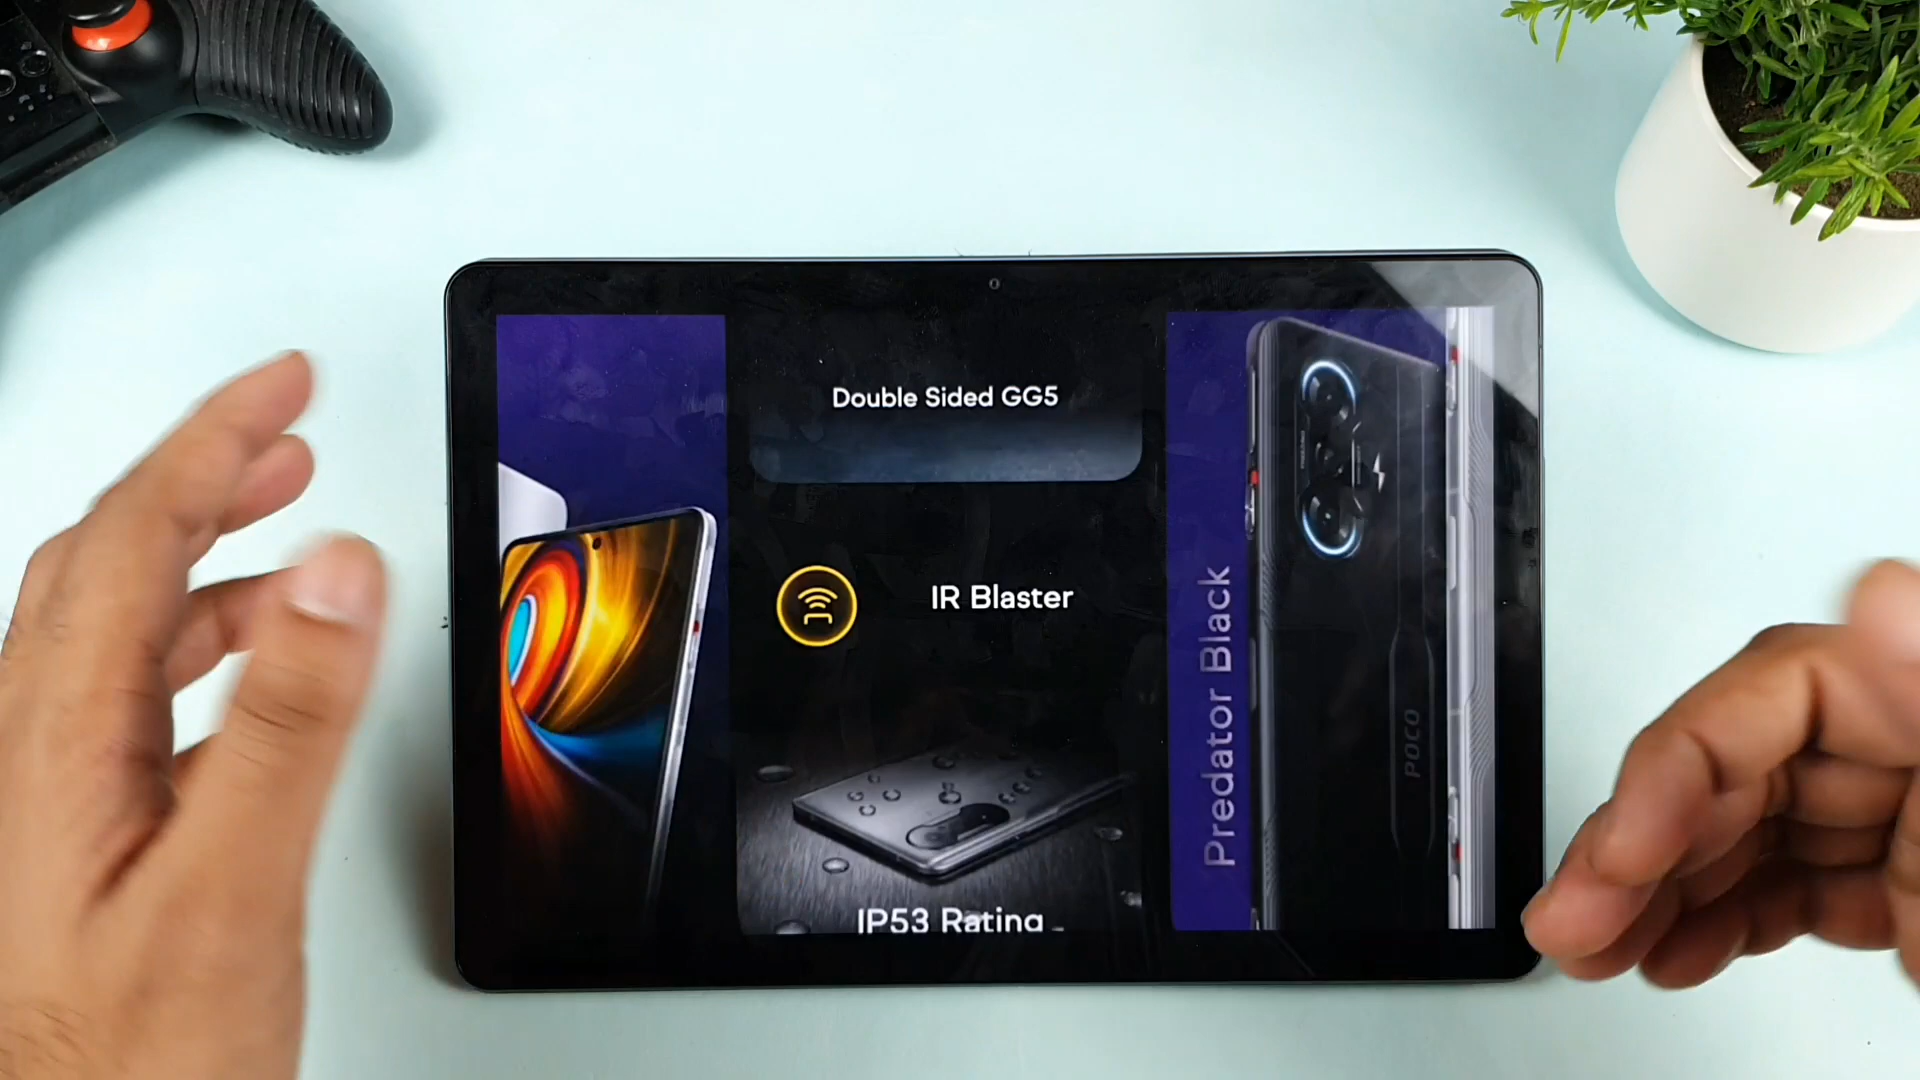 Double Sided GG5
IR Blaster
IP53 Rating
Predator Black
POCO